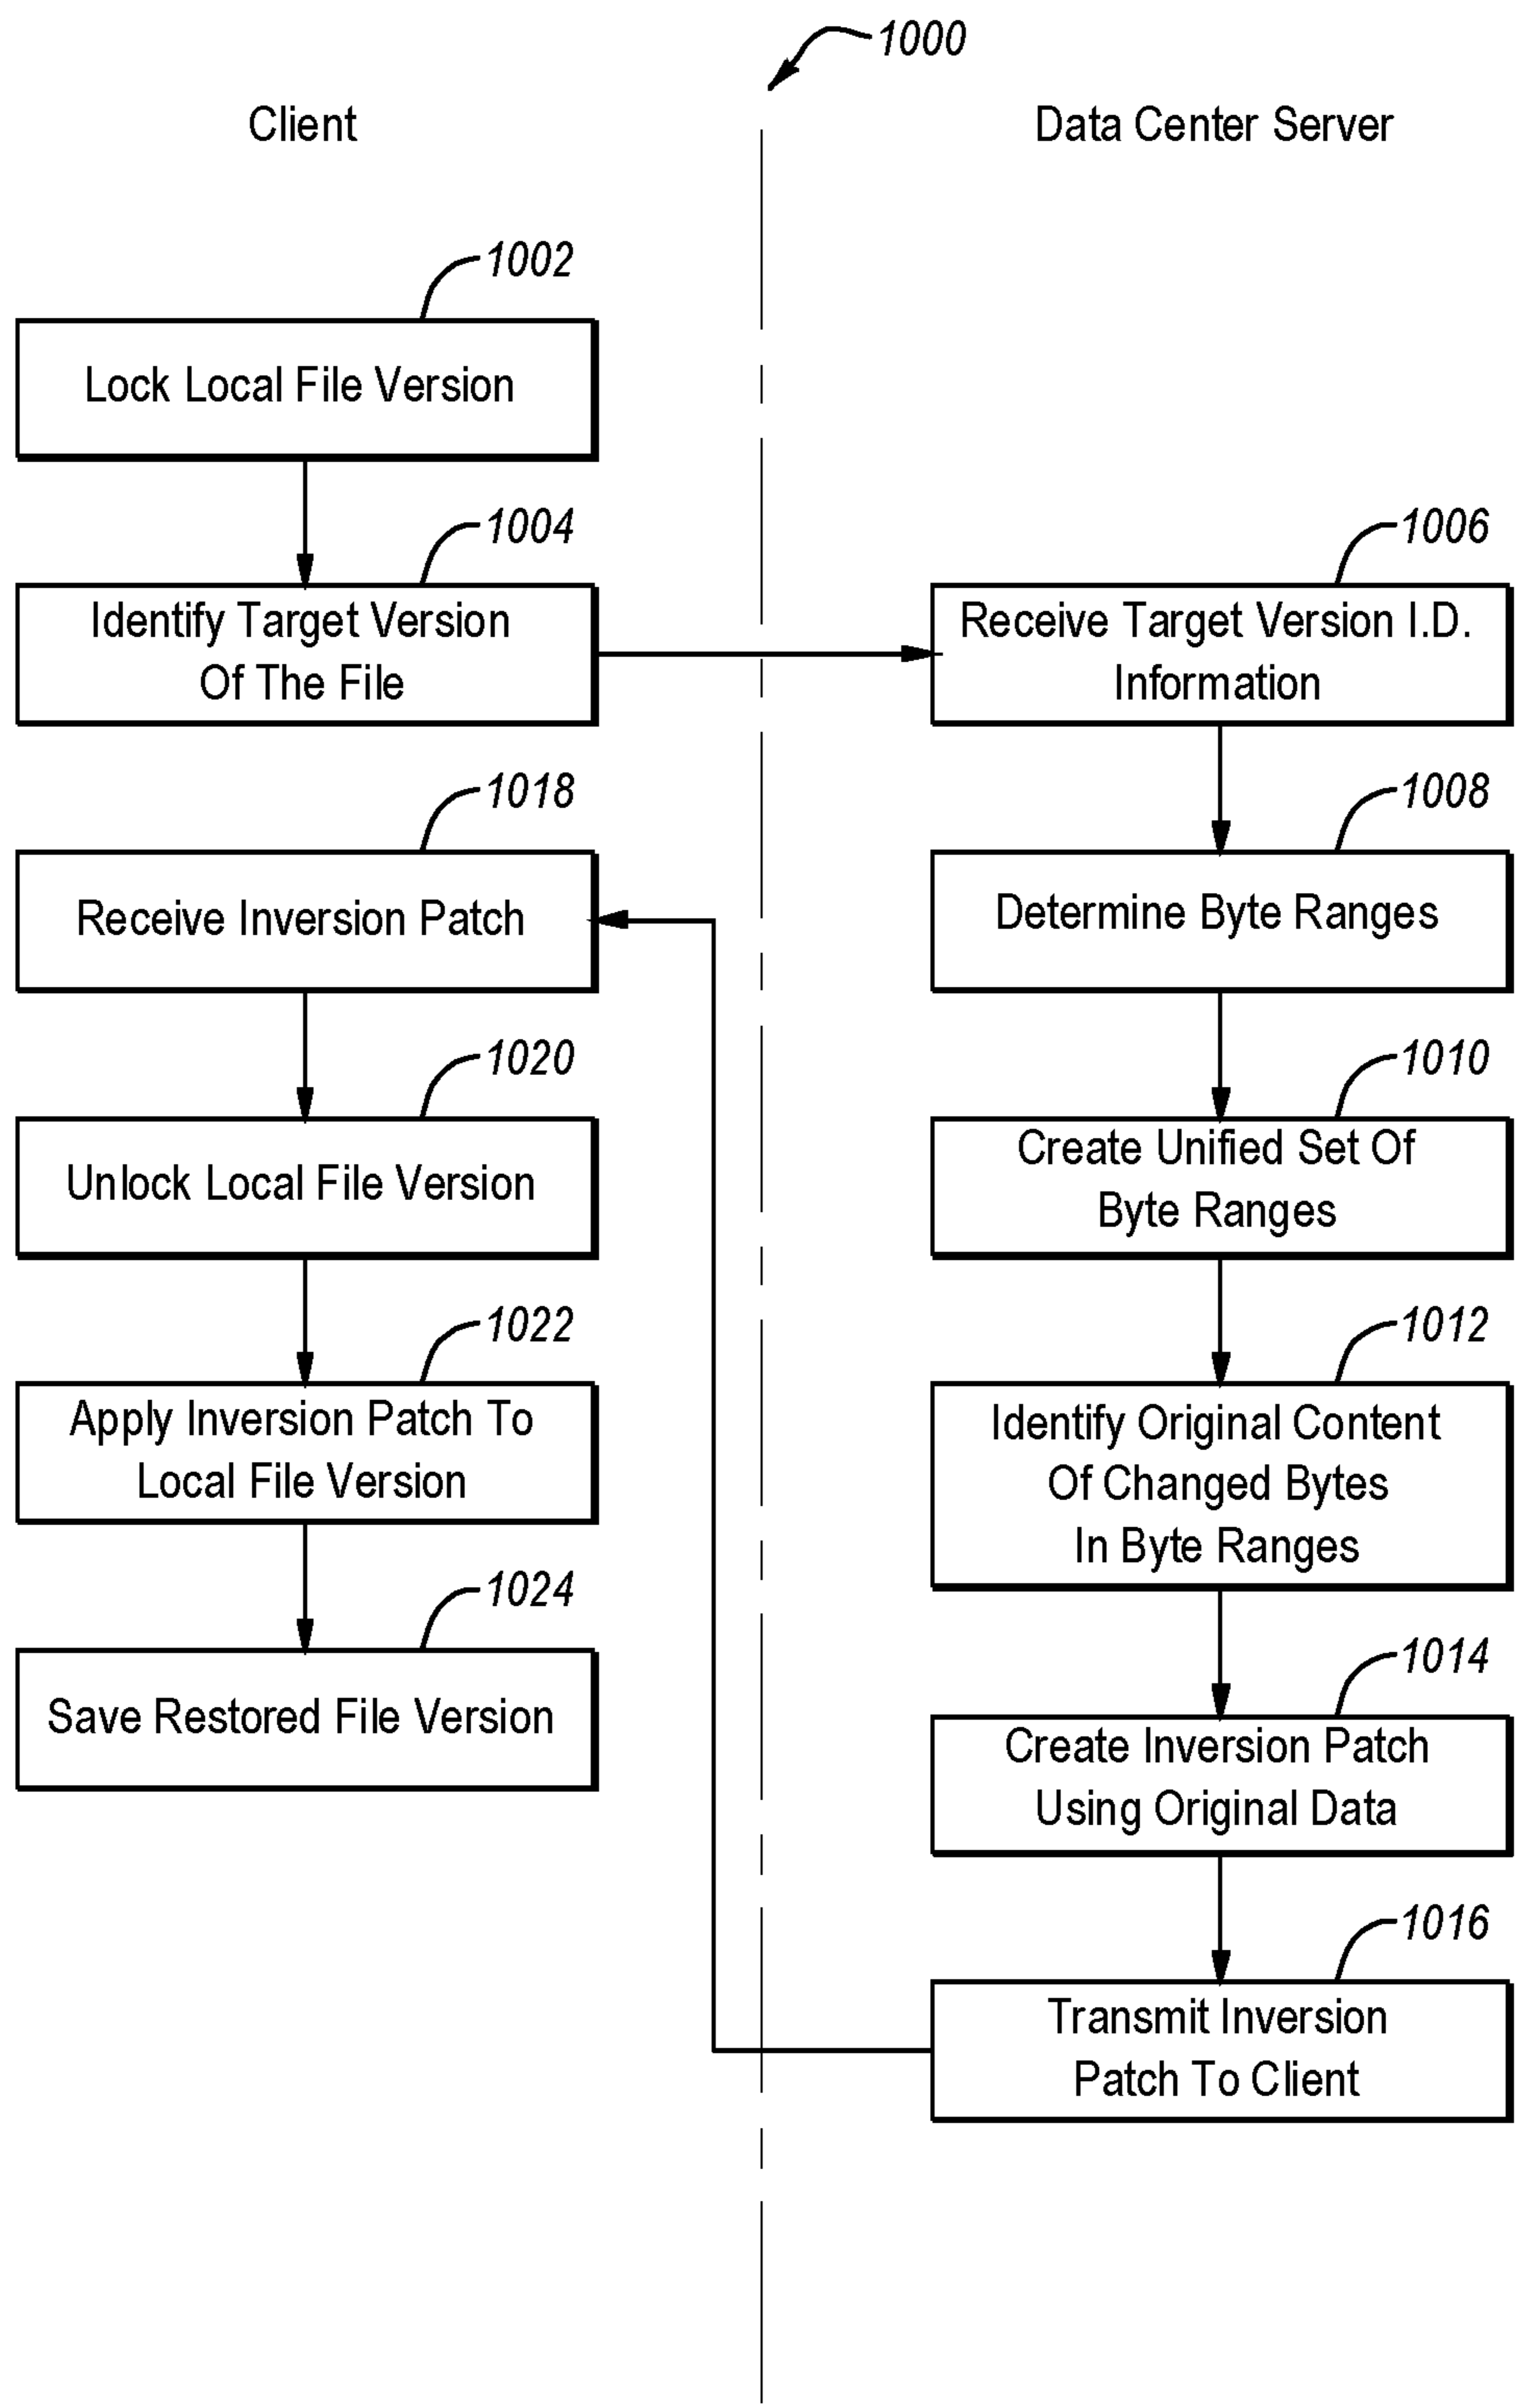 1000
Client
Data Center Server
1002
Lock Local File Version
1004
Identify Target Version
Of The File
1006
Receive Target Version I.D.
Information
1008
Determine Byte Ranges
1010
Create Unified Set Of
Byte Ranges
1012
Identify Original Content
Of Changed Bytes
In Byte Ranges
1014
Create Inversion Patch
Using Original Data
1016
Transmit Inversion
Patch To Client
1018
Receive Inversion Patch
1020
Unlock Local File Version
1022
Apply Inversion Patch To
Local File Version
1024
Save Restored File Version